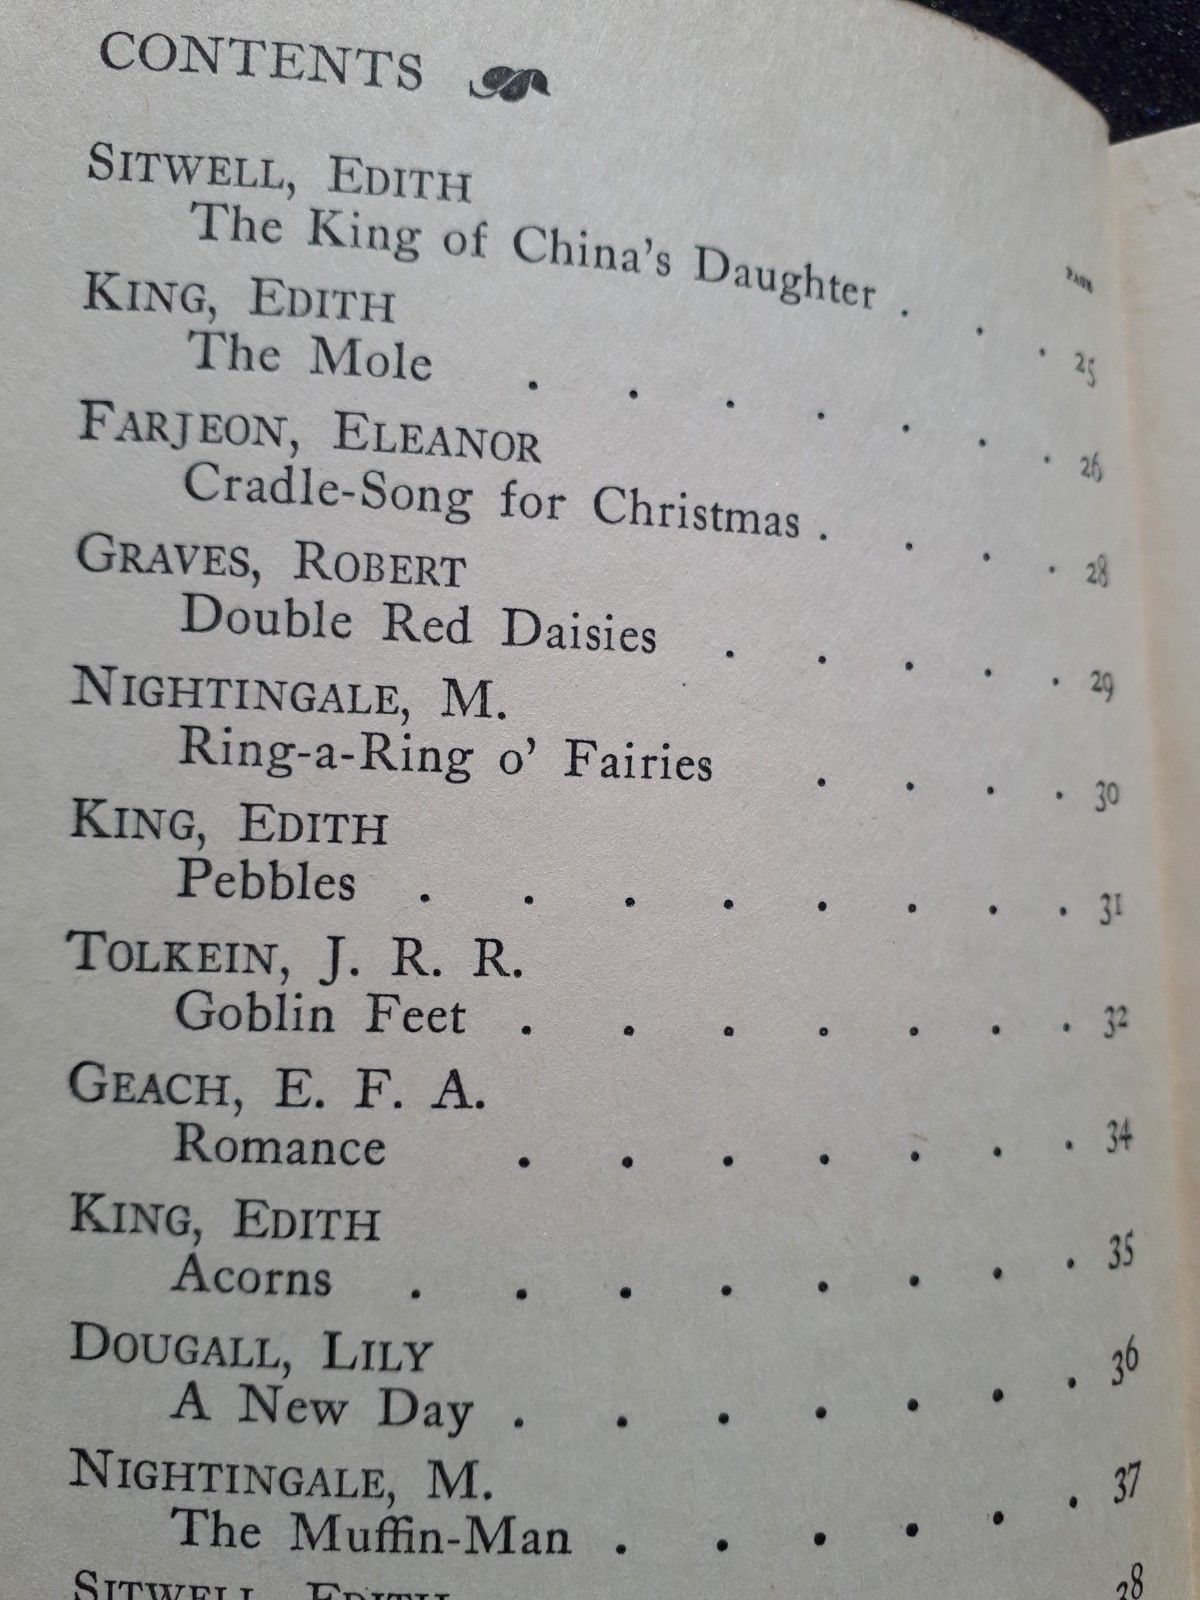 CONTENTS
PAGE
SITWELL, EDITH
The King of China's Daughter . . . 25
KING, EDITH
The Mole . . . . . . . 26
FARJEON, ELEANOR
Cradle-Song for Christmas . . . . 28
GRAVES, ROBERT
Double Red Daisies . . . . . 29
NIGHTINGALE, M.
Ring-a-Ring o' Fairies . . . . 30
KING, EDITH
Pebbles . . . . . . . . 31
TOLKEIN, J. R. R.
Goblin Feet . . . . . . . 32
GEACH, E. F. A.
Romance . . . . . . . 34
KING, EDITH
Acorns . . . . . . . . 35
DOUGALL, LILY
A New Day . . . . . . . 36
NIGHTINGALE, M.
The Muffin-Man . . . . . . 37
SITWELL, EDITH
38